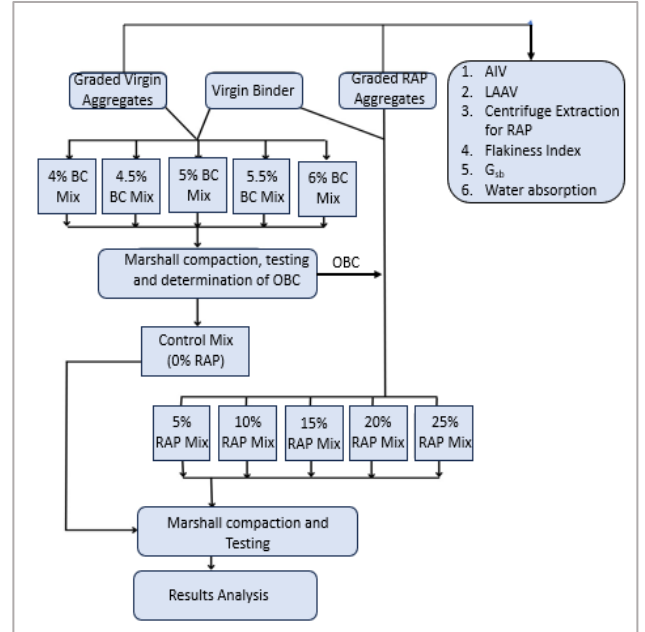 Graded Virgin
Aggregates
Virgin Binder
Graded RAP
Aggregates
1. AIV
2. LAAV
3. Centrifuge Extraction
for RAP
4. Flakiness Index
5. Gsb
6. Water absorption
4% BC
Mix
4.5%
BC Mix
5% BC
Mix
5.5%
BC Mix
6% BC
Mix
Marshall compaction, testing
and determination of OBC
OBC
Control Mix
(0% RAP)
5%
RAP Mix
10%
RAP Mix
15%
RAP Mix
20%
RAP Mix
25%
RAP Mix
Marshall compaction and
Testing
Results Analysis